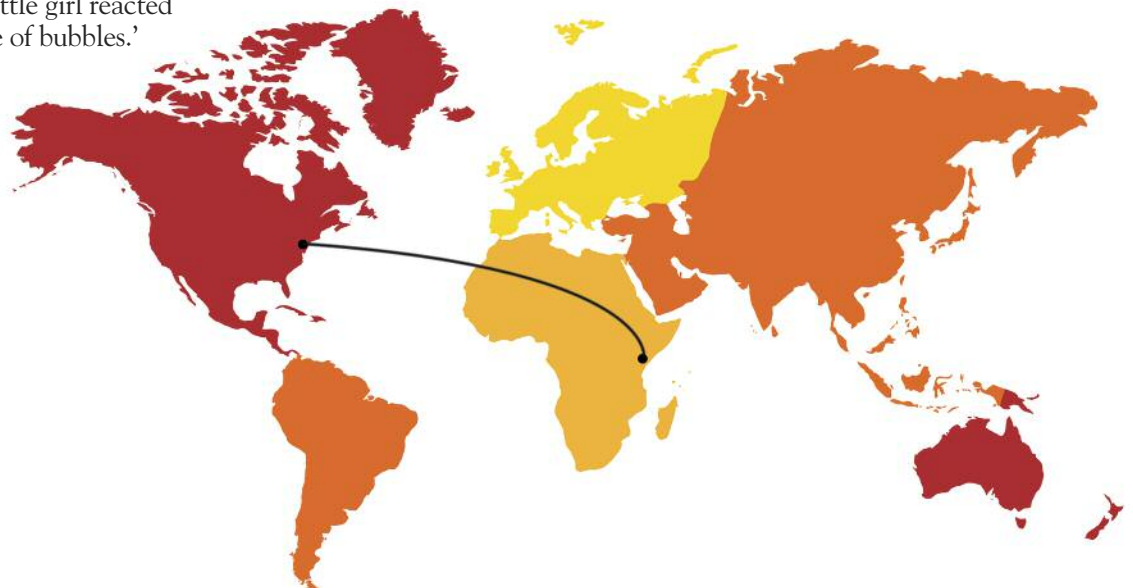 ttle girl reacted
e of bubbles.’